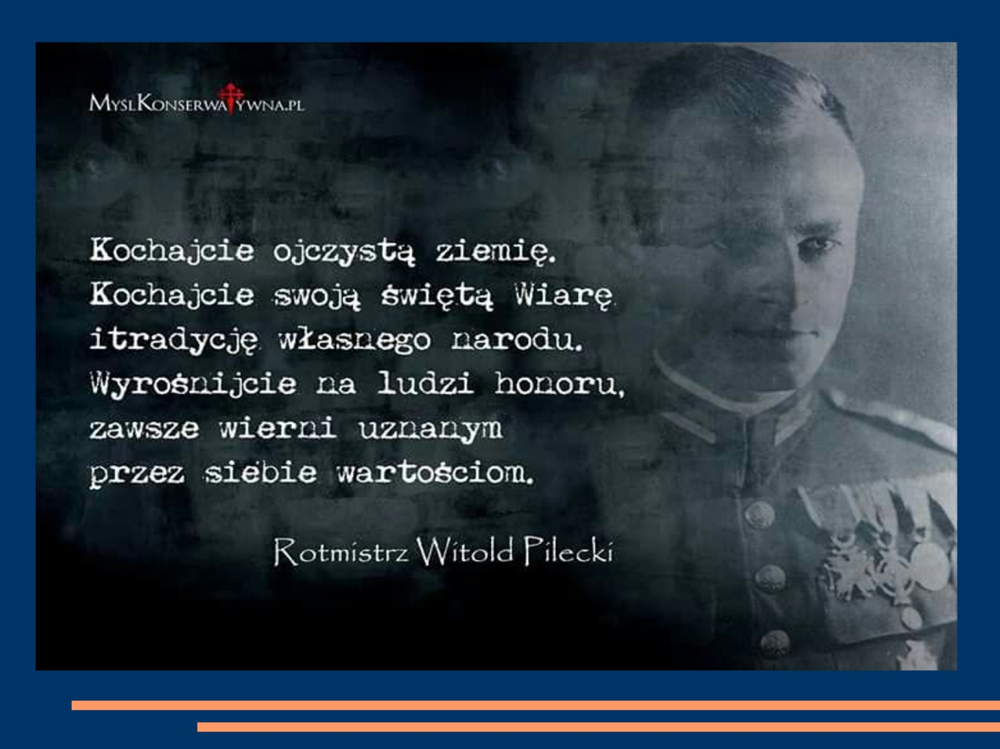 MYSLKONSERWATYWNA.PL
Kochajcie ojczystą ziemię.
Kochajcie swoją świętą Wiarę
itradycję własnego narodu.
Wyrośnijcie na ludzi honoru,
zawsze wierni uznanym
przez siebie wartościom.
Rotmistrz Witold Pilecki